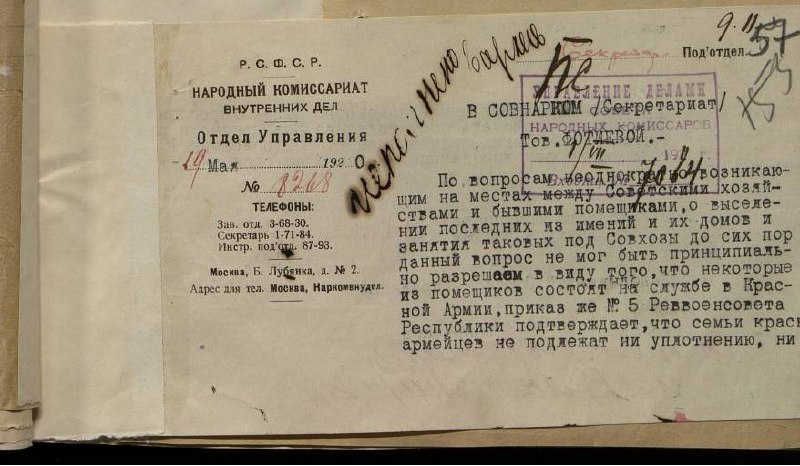 Р. С. Ф. С. Р.
НАРОДНЫЙ КОМИССАРИАТ
ВНУТРЕННИХ ДЕЛ
Отдел Управления
19 Мая 1920
№ 8268
ТЕЛЕФОНЫ:
Зав. отд. 3-68-30.
Секретарь 1-71-84.
Инстр. под'отд. 87-93.
Москва, Б. Лубянка, д. № 2.
Адрес для тел. Москва, Наркомвнудел.
Под'отдел
57
УПРАВЛЕНИЕ ДЕЛАМИ
НАРОДНЫХ КОМИССАРОВ
В СОВНАРКОМ /Секретариат/
Тов. ФОТИЕВОЙ.-
По вопросам неоднократно возникаю-
щим на местах между Советскими хозяй-
ствами и бывшими помещиками, о выселе-
нии последних из имений и их домов и
занятия таковых под Совхозы до сих пор
данный вопрос не мог быть принципиаль-
но разрешаем в виду того, что некоторые
из помещиков состоят на службе в Крас-
ной Армии, приказ же № 5 Реввоенсовета
Республики подтверждает, что семьи красн
армейцев не подлежат ни уплотнению, ни